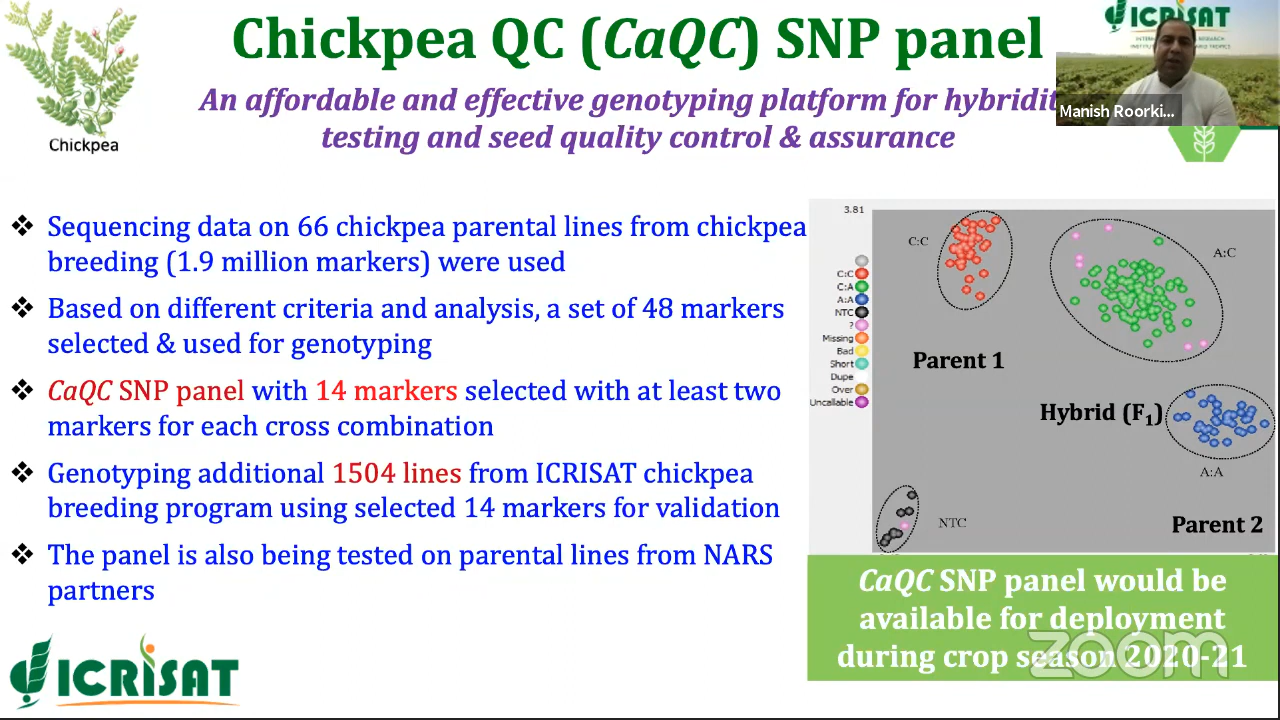 Chickpea QC (CaQC) SNP panel
An affordable and effective genotyping platform for hybridit
testing and seed quality control & assurance
Chickpea
ICRISAT
Manish Roorki...
❖ Sequencing data on 66 chickpea parental lines from chickpea
breeding (1.9 million markers) were used
❖ Based on different criteria and analysis, a set of 48 markers
selected & used for genotyping
❖ CaQC SNP panel with 14 markers selected with at least two
markers for each cross combination
❖ Genotyping additional 1504 lines from ICRISAT chickpea
breeding program using selected 14 markers for validation
❖ The panel is also being tested on parental lines from NARS
partners
3.81
C:C
A:C
C:C
C:A
A:A
NTC
?
Missing
Bad
Short
Dupe
Over
Uncallable
Parent 1
Hybrid (F1)
A:A
NTC
Parent 2
CaQC SNP panel would be
available for deployment
during crop season 2020-21
zoom
ICRISAT